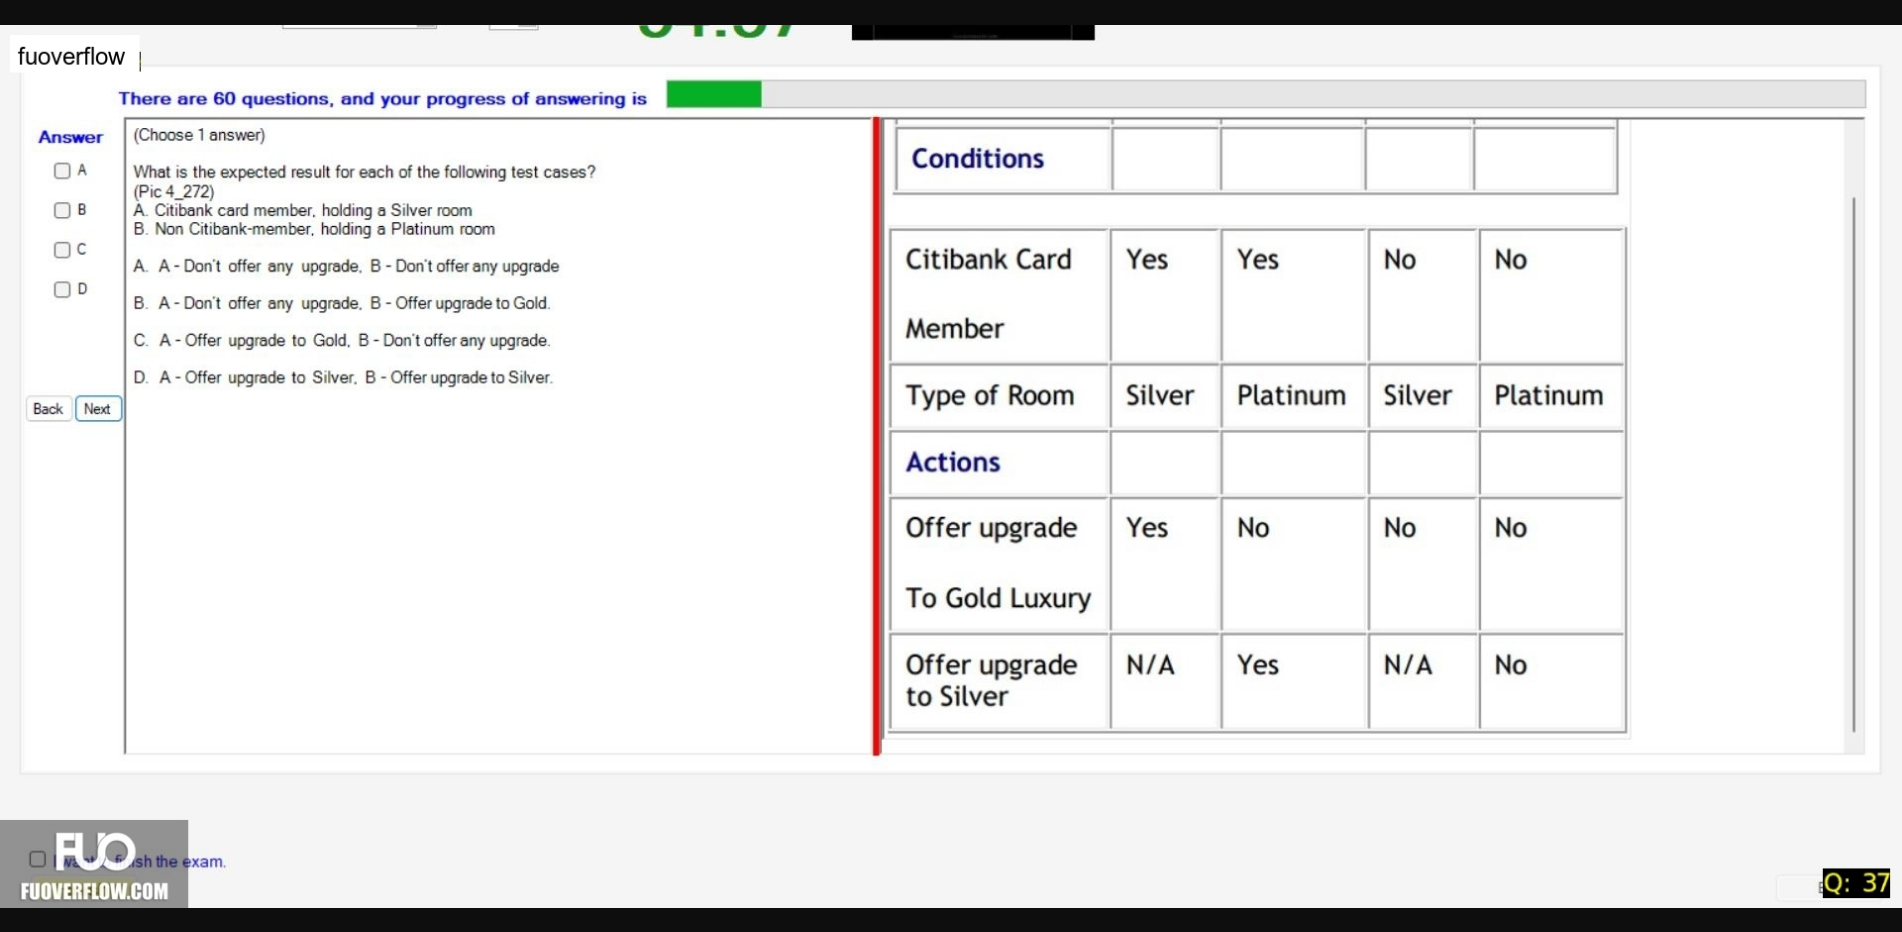 fuoverflow
There are 60 questions, and your progress of answering is
Answer
A
B
C
D
Back Next
(Choose 1 answer)
What is the expected result for each of the following test cases?
(Pic 4_272)
A. Citibank card member, holding a Silver room
B. Non Citibank-member, holding a Platinum room
A. A - Don't offer any upgrade, B - Don't offer any upgrade
B. A - Don't offer any upgrade, B - Offer upgrade to Gold.
C. A - Offer upgrade to Gold, B - Don't offer any upgrade.
D. A - Offer upgrade to Silver, B - Offer upgrade to Silver.
Conditions
Citibank Card Member Yes Yes No No
Type of Room Silver Platinum Silver Platinum
Actions
Offer upgrade To Gold Luxury Yes No No No
Offer upgrade to Silver N/A Yes N/A No
FUO
the exam.
FUOVERFLOW.COM
Q: 37